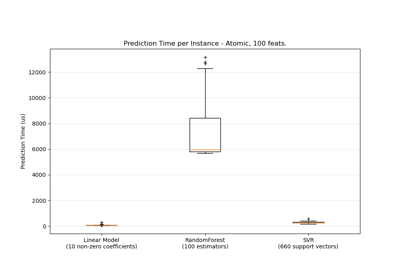 Prediction Time per Instance - Atomic, 100 feats.
Prediction Time (us)
12000
10000
8000
6000
4000
2000
0
Linear Model
(10 non-zero coefficients)
RandomForest
(100 estimators)
SVR
(660 support vectors)